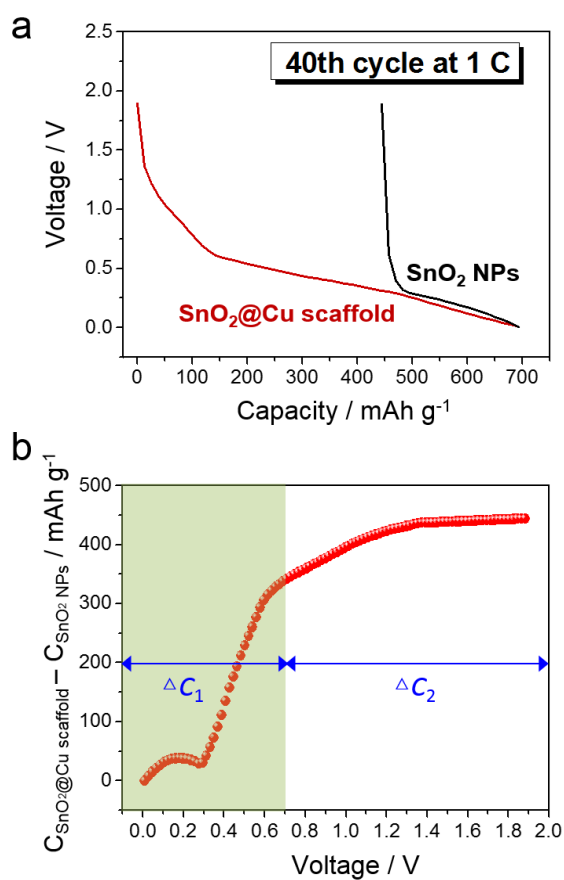 a
2.5
2.0
1.5
1.0
0.5
0.0
Voltage / V
40th cycle at 1 C
SnO₂ NPs
SnO₂@Cu scaffold
0 100 200 300 400 500 600 700
Capacity / mAh g⁻¹
b
500
400
300
200
100
0
C_SnO₂@Cu scaffold – C_SnO₂ NPs / mAh g⁻¹
△C₁
△C₂
0.0 0.2 0.4 0.6 0.8 1.0 1.2 1.4 1.6 1.8 2.0
Voltage / V